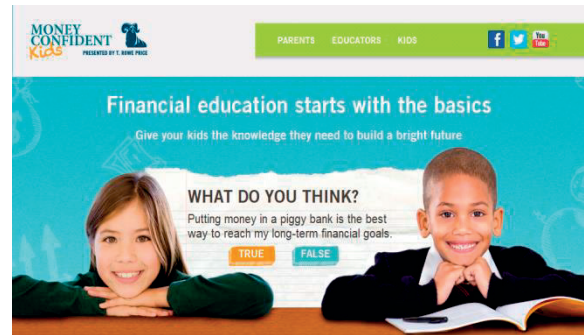 MONEY
CONFIDENT
Kids
PRESENTED BY T. ROWE PRICE
PARENTS EDUCATORS KIDS
f
You
Tube
Financial education starts with the basics
Give your kids the knowledge they need to build a bright future
WHAT DO YOU THINK?
Putting money in a piggy bank is the best
way to reach my long-term financial goals.
TRUE FALSE